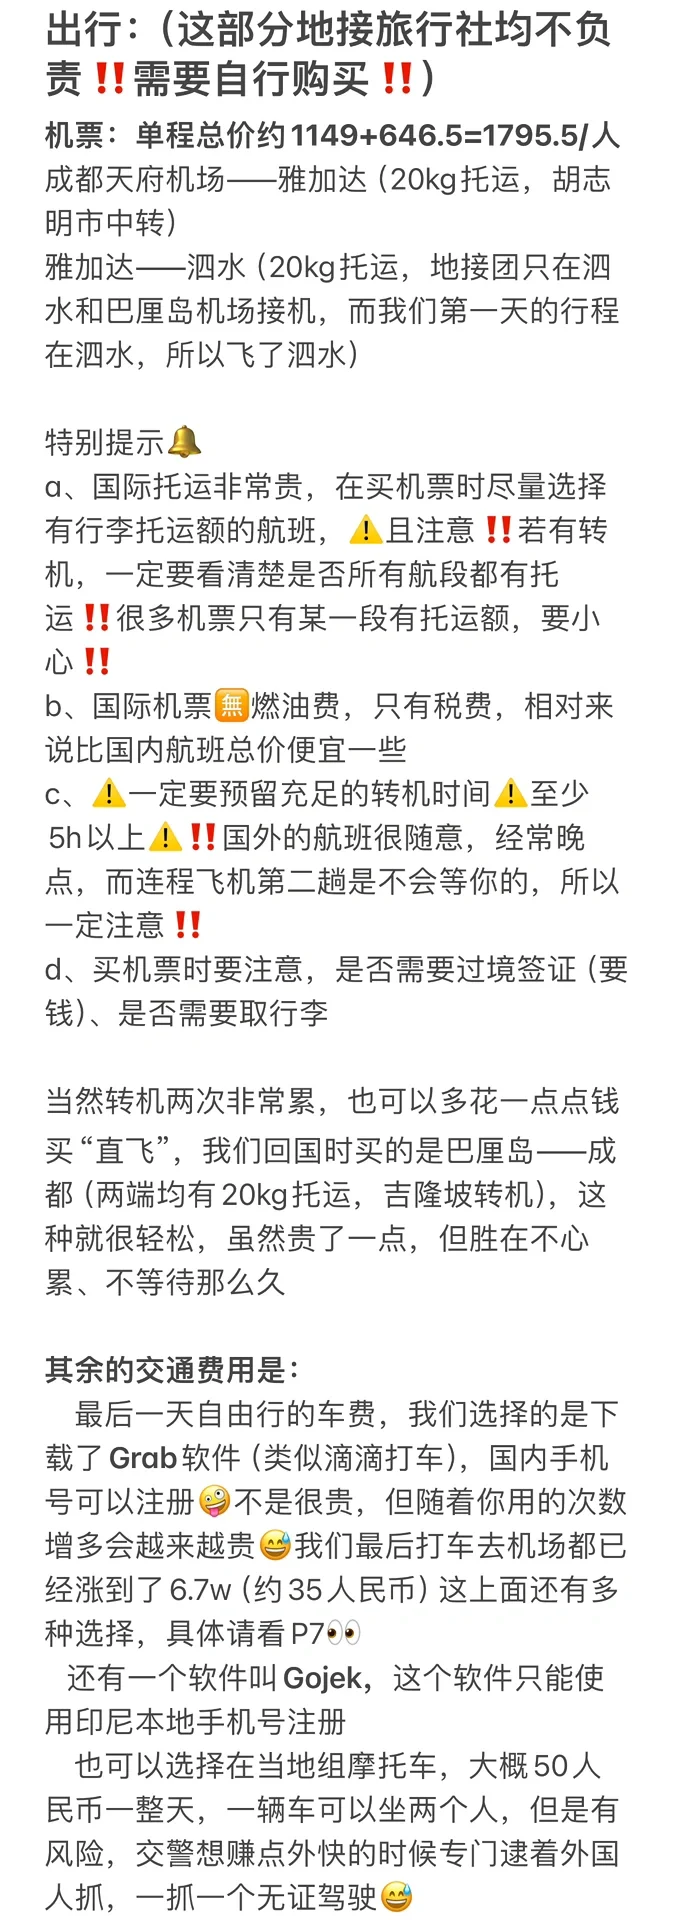 出行：（这部分地接旅行社均不负
责‼️需要自行购买‼️）
机票：单程总价约1149+646.5=1795.5/人
成都天府机场——雅加达（20kg托运，胡志
明市中转）
雅加达——泗水（20kg托运，地接团只在泗
水和巴厘岛机场接机，而我们第一天的行程
在泗水，所以飞了泗水）
特别提示🔔
a、国际托运非常贵，在买机票时尽量选择
有行李托运额的航班，⚠️且注意‼️若有转
机，一定要看清楚是否所有航段都有托
运‼️很多机票只有某一段有托运额，要小
心‼️
b、国际机票🈚燃油费，只有税费，相对来
说比国内航班总价便宜一些
c、⚠️一定要预留充足的转机时间⚠️至少
5h以上⚠️‼️国外的航班很随意，经常晚
点，而连程飞机第二趟是不会等你的，所以
一定注意‼️
d、买机票时要注意，是否需要过境签证（要
钱）、是否需要取行李
当然转机两次非常累，也可以多花一点点钱
买“直飞”，我们回国时买的是巴厘岛——成
都（两端均有20kg托运，吉隆坡转机），这
种就很轻松，虽然贵了一点，但胜在不心
累、不等待那么久
其余的交通费用是：
最后一天自由行的车费，我们选择的是下
载了Grab软件（类似滴滴打车），国内手机
号可以注册🤪不是很贵，但随着你用的次数
增多会越来越贵😅我们最后打车去机场都已
经涨到了6.7w（约35人民币）这上面还有多
种选择，具体请看P7👀
还有一个软件叫Gojek，这个软件只能使
用印尼本地手机号注册
也可以选择在当地组摩托车，大概50人
民币一整天，一辆车可以坐两个人，但是有
风险，交警想赚点外快的时候专门逮着外国
人抓，一抓一个无证驾驶😅